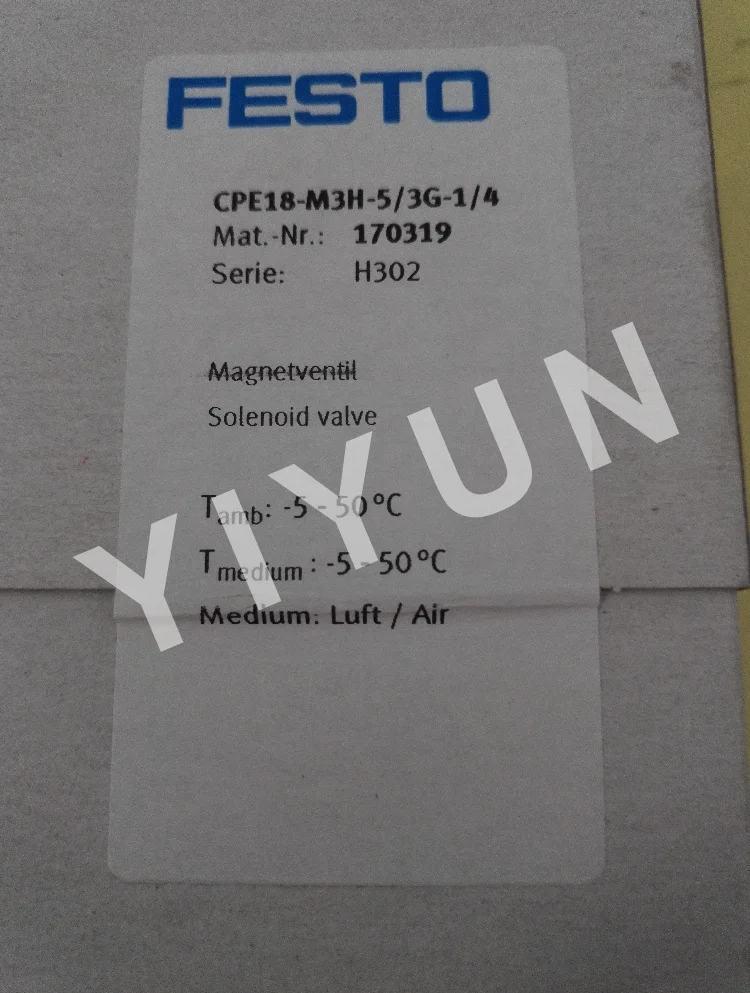 FESTO
CPE18-M3H-5/3G-1/4
Mat.-Nr.: 170319
Serie: H302
Magnetventil
Solenoid valve
Tamb: -5 - 50°C
Tmedium: -5 - 50°C
Medium: Luft / Air
YIYUN